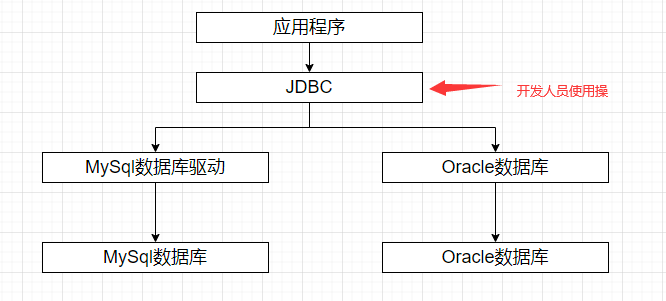 应用程序
JDBC
开发人员使用操
MySql数据库驱动
Oracle数据库
MySql数据库
Oracle数据库